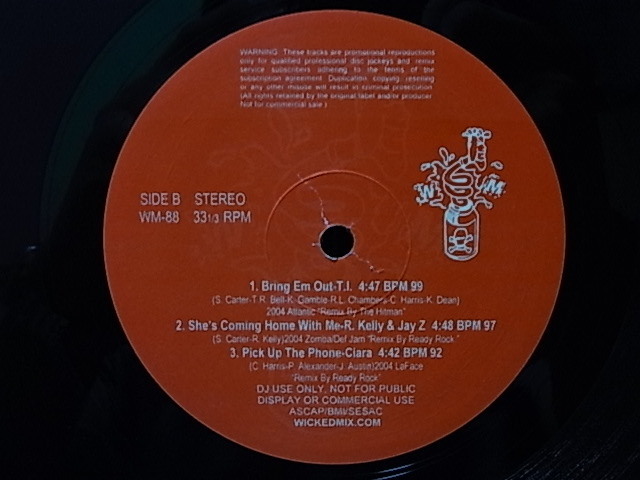 WARNING: These tracks are promotional reproductions
only for qualified professional disc jockeys and remix
service subscribers adhering to the terms of the
subscription agreement. Duplication, copying, reselling
or any other misuse will result in criminal prosecution.
(All rights retained by the original label and/or producer.
Not for commercial sale.)
SIDE B STEREO
WM-88 33 1/3 RPM
W S M
1. Bring Em Out-T.I. 4:47 BPM 99
(S. Carter-T.R. Bell-K. Gamble-R.L. Chambers-C. Harris-K. Dean)
2004 Atlantic "Remix By The Hitman"
2. She's Coming Home With Me-R. Kelly & Jay Z 4:48 BPM 97
(S. Carter-R. Kelly)2004 Zomba/Def Jam "Remix By Ready Rock"
3. Pick Up The Phone-Ciara 4:42 BPM 92
(C. Harris-P. Alexander-J. Austin)2004 LaFace
"Remix By Ready Rock"
DJ USE ONLY, NOT FOR PUBLIC
DISPLAY OR COMMERCIAL USE
ASCAP/BMI/SESAC
WICKEDMIX.COM